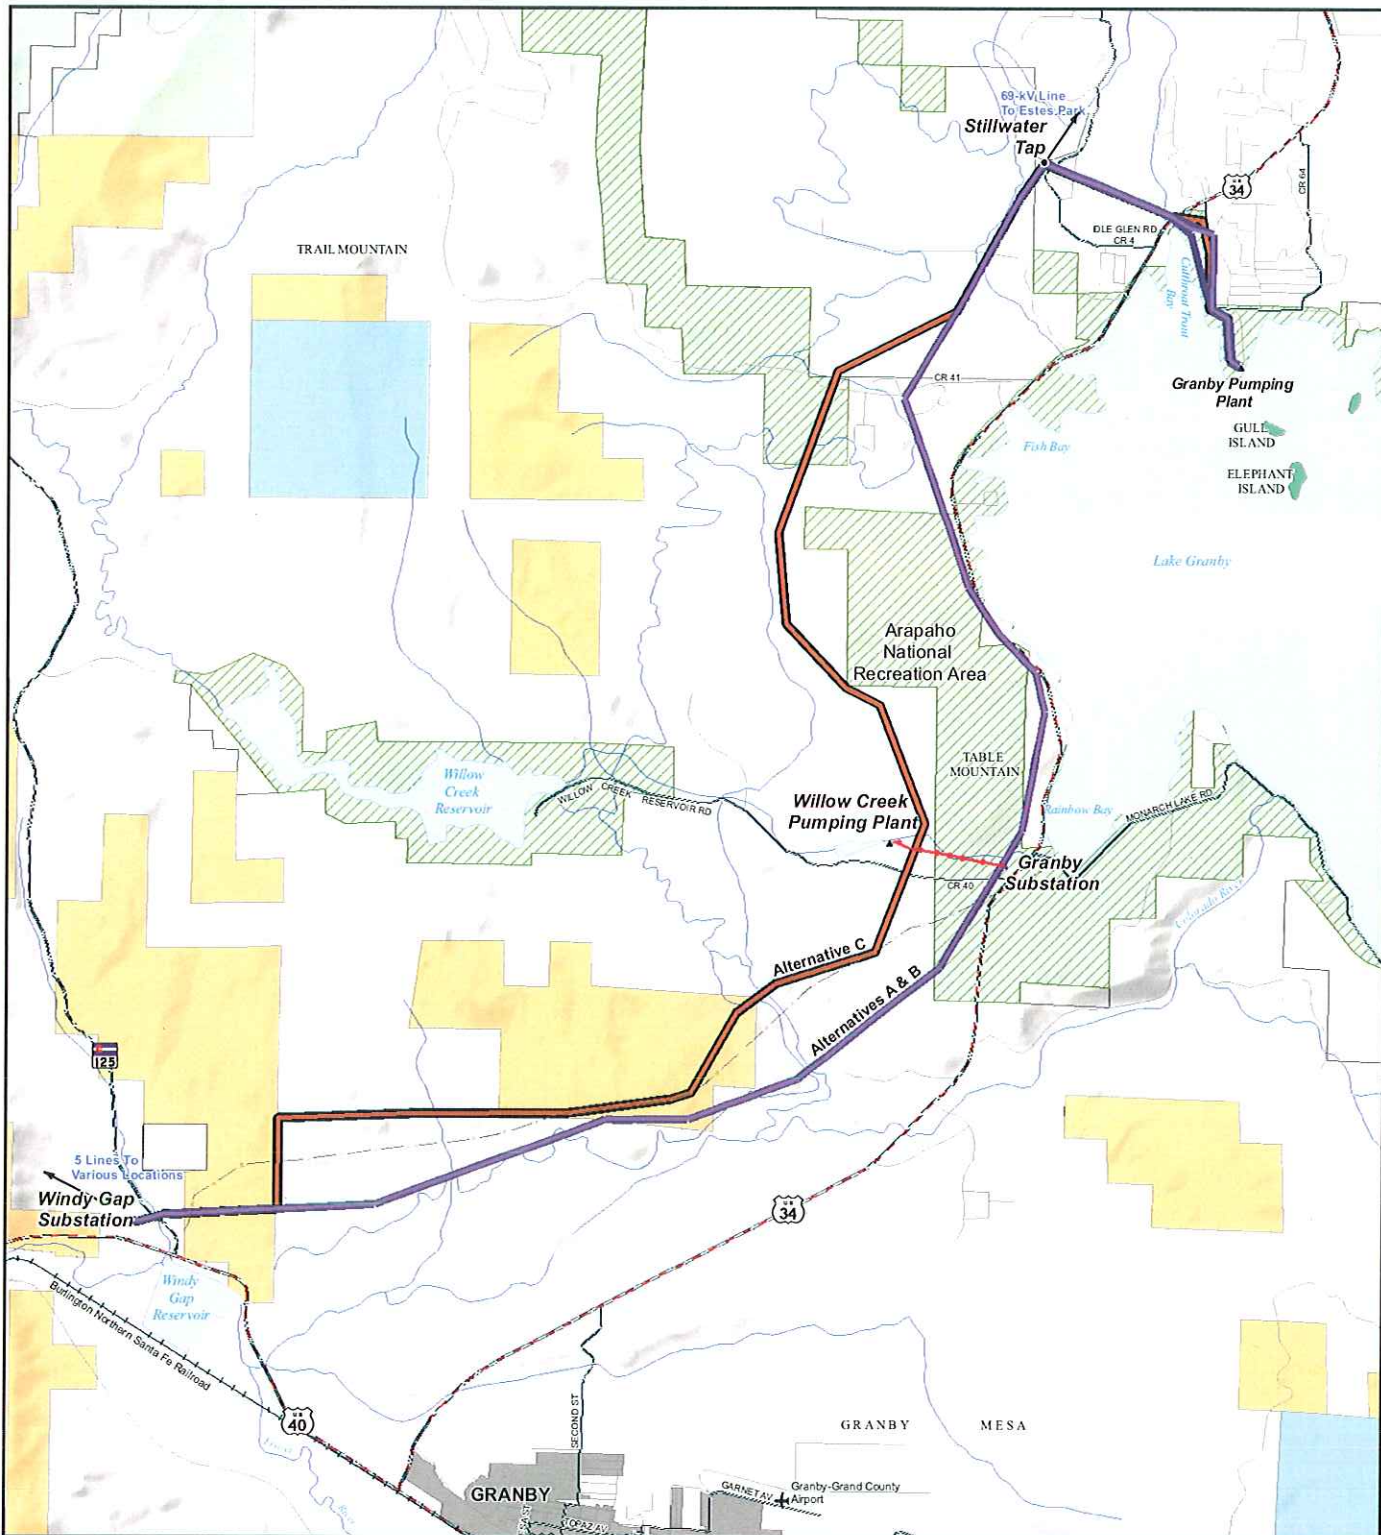 69-kV Line
To Estes Park
Stillwater
Tap
US
34
CR 64
IDLE GLEN RD
CR 4
TRAIL MOUNTAIN
Cutthroat Trout
Bay
CR 41
Granby Pumping
Plant
GULL
ISLAND
Fish Bay
ELEPHANT
ISLAND
Lake Granby
Arapaho
National
Recreation Area
TABLE
MOUNTAIN
Willow
Creek
Reservoir
WILLOW CREEK RESERVOIR RD
Willow Creek
Pumping Plant
Rainbow Bay
MONARCH LAKE RD
Granby
Substation
CR 40
Colorado River
Alternative C
Alternatives A & B
125
5 Lines To
Various Locations
Windy Gap
Substation
US
34
Windy
Gap
Reservoir
Burlington Northern Santa Fe Railroad
US
40
SECOND ST
GRANBY MESA
River
GRANBY
GARNET AV
Granby-Grand County
Airport
TOPAZ AV